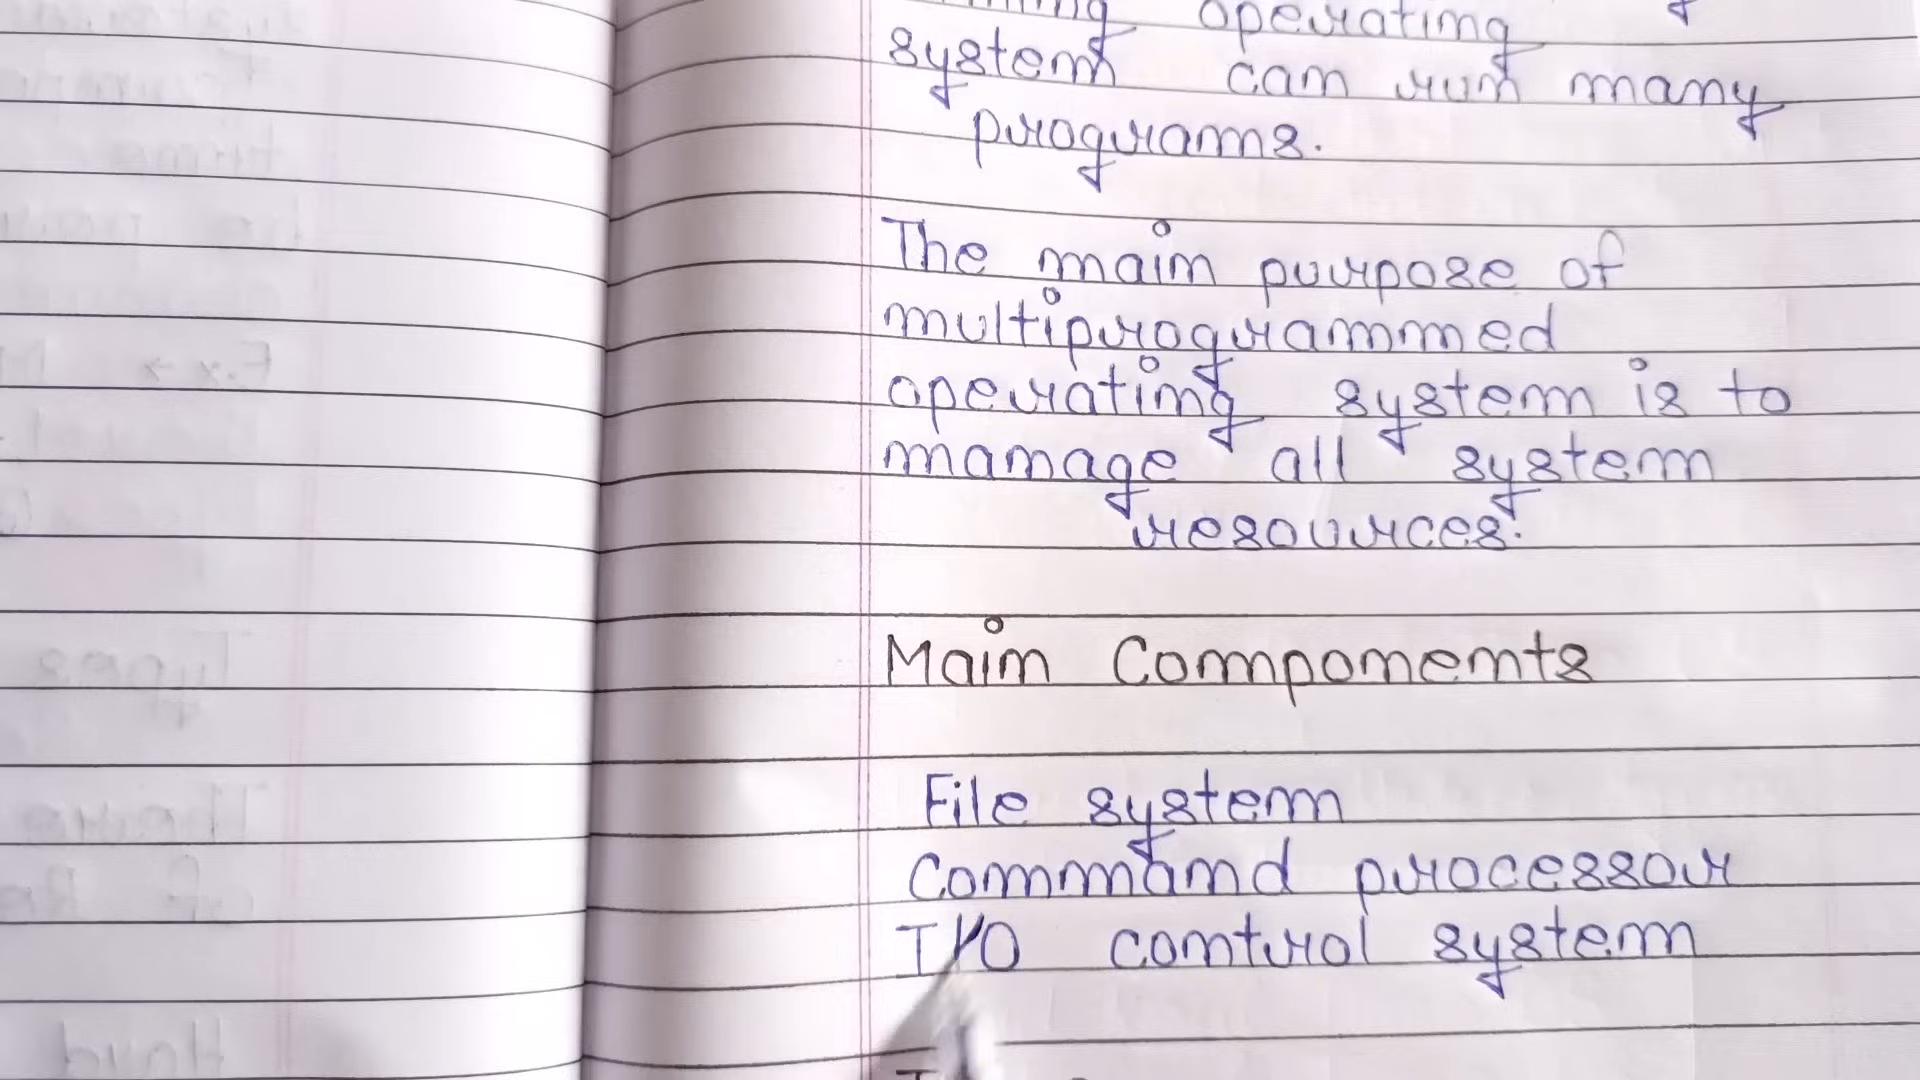 operating
system can run many
programs.
The main purpose of
multiprogrammed
operating system is to
manage all system
resources.
Main Components
File system
Command processor
I/O control system